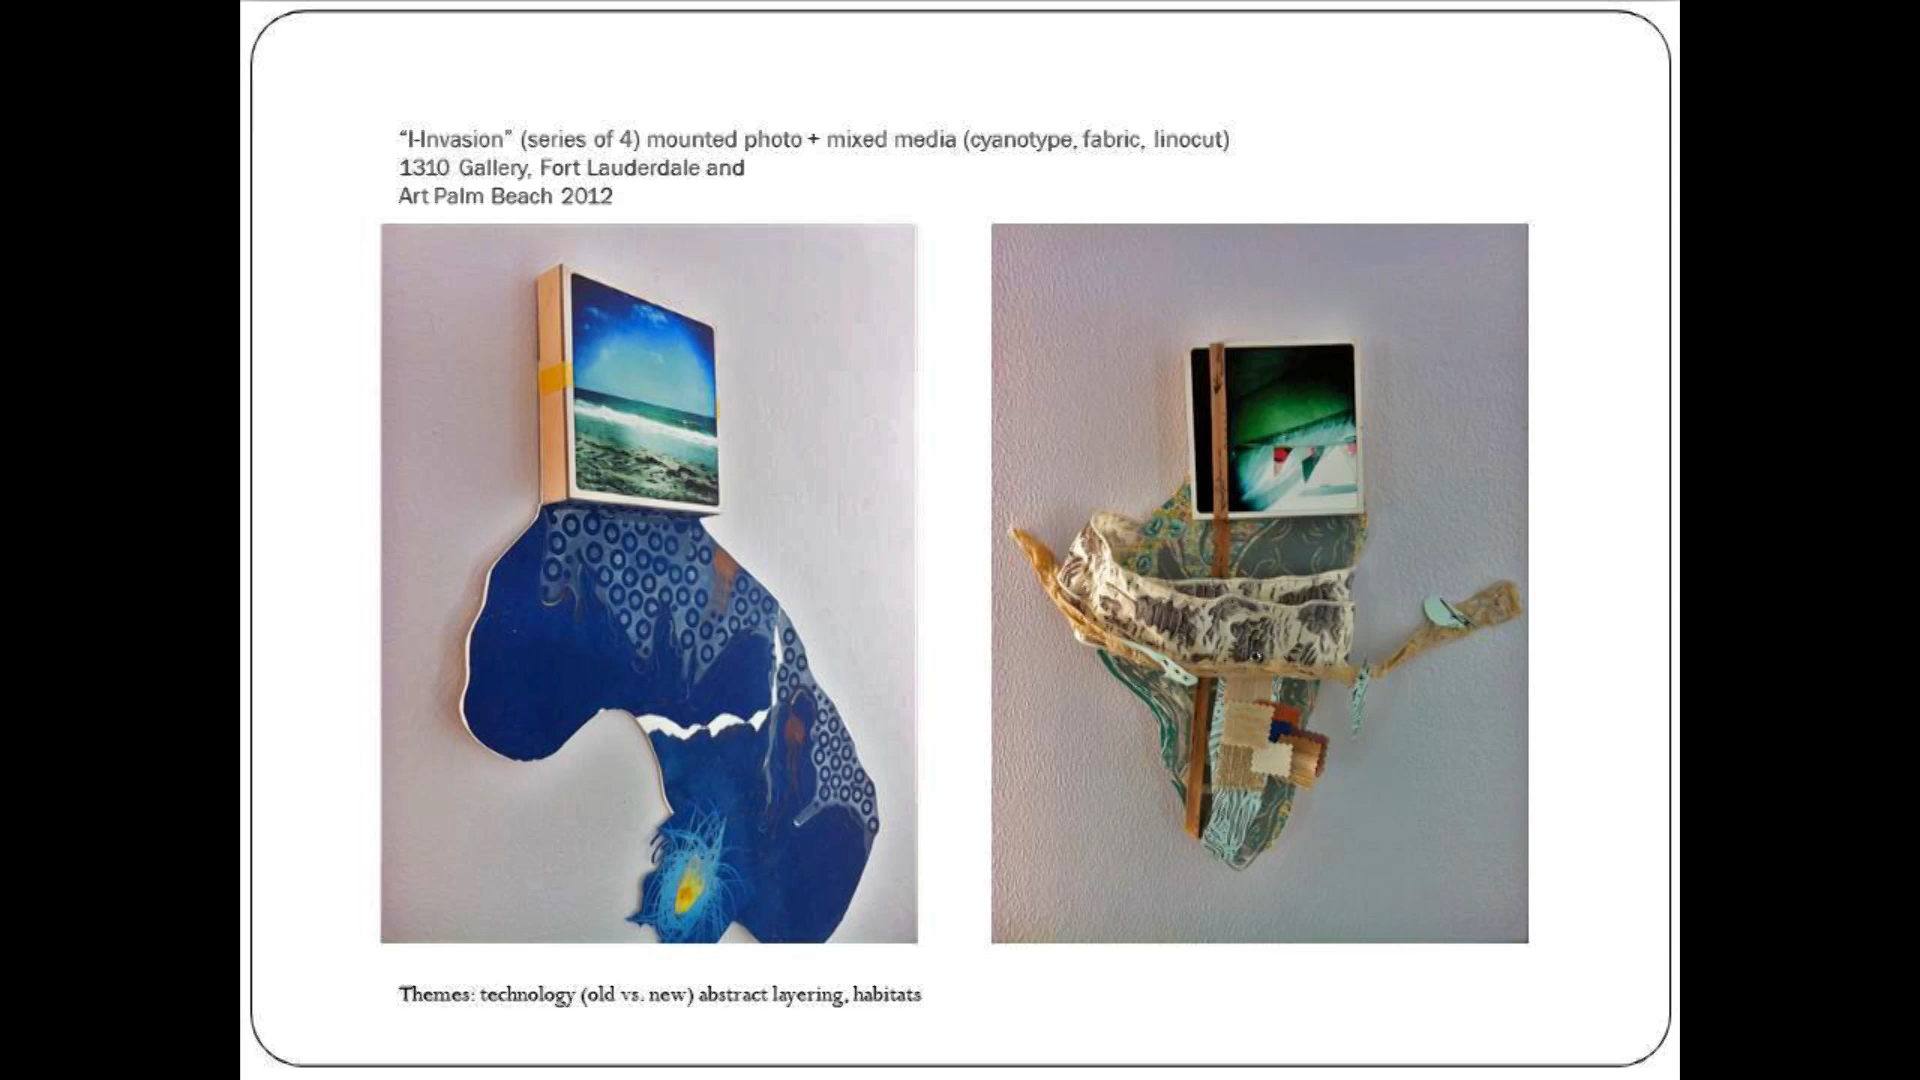 “I-Invasion” (series of 4) mounted photo + mixed media (cyanotype, fabric, linocut)
1310 Gallery, Fort Lauderdale and
Art Palm Beach 2012
Themes: technology (old vs. new) abstract layering, habitats